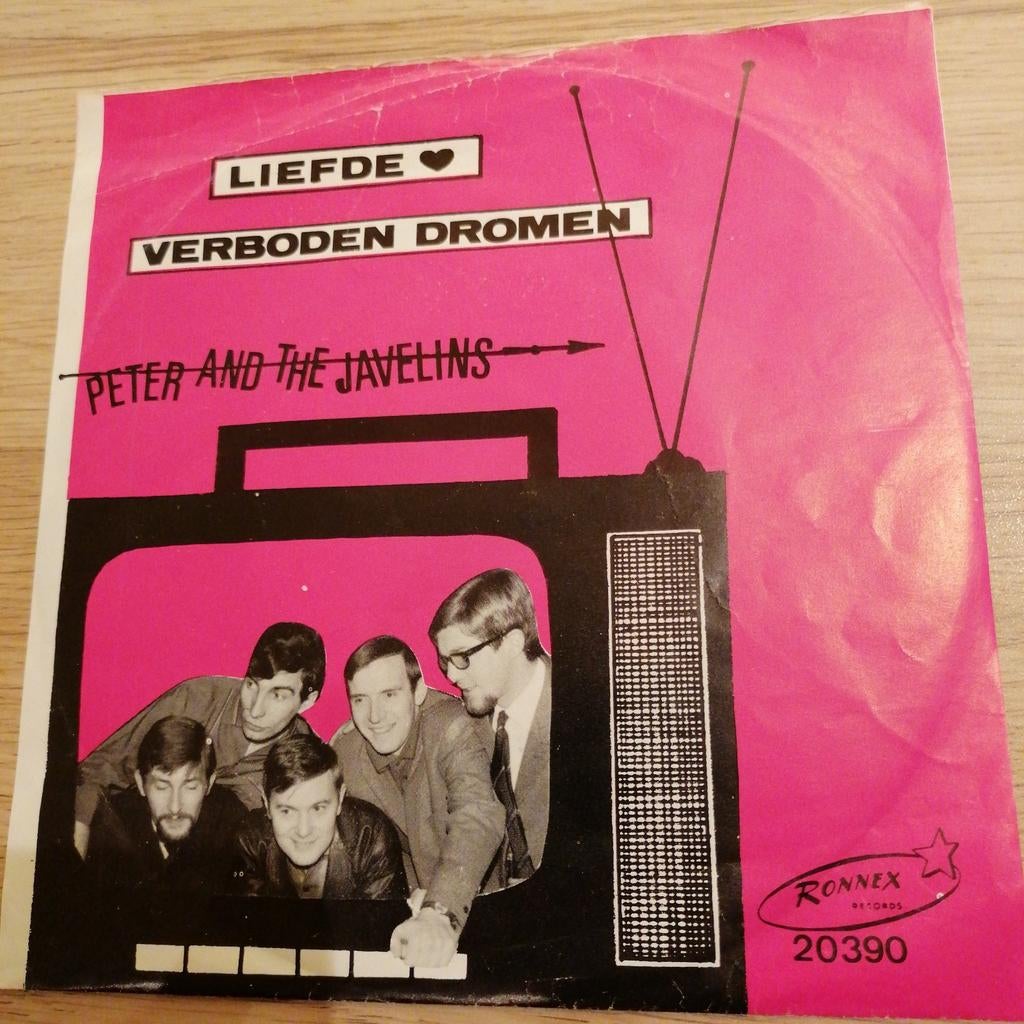 LIEFDE ♥
VERBODEN DROMEN
PETER AND THE JAVELINS
RONNEX
RECORDS
20390